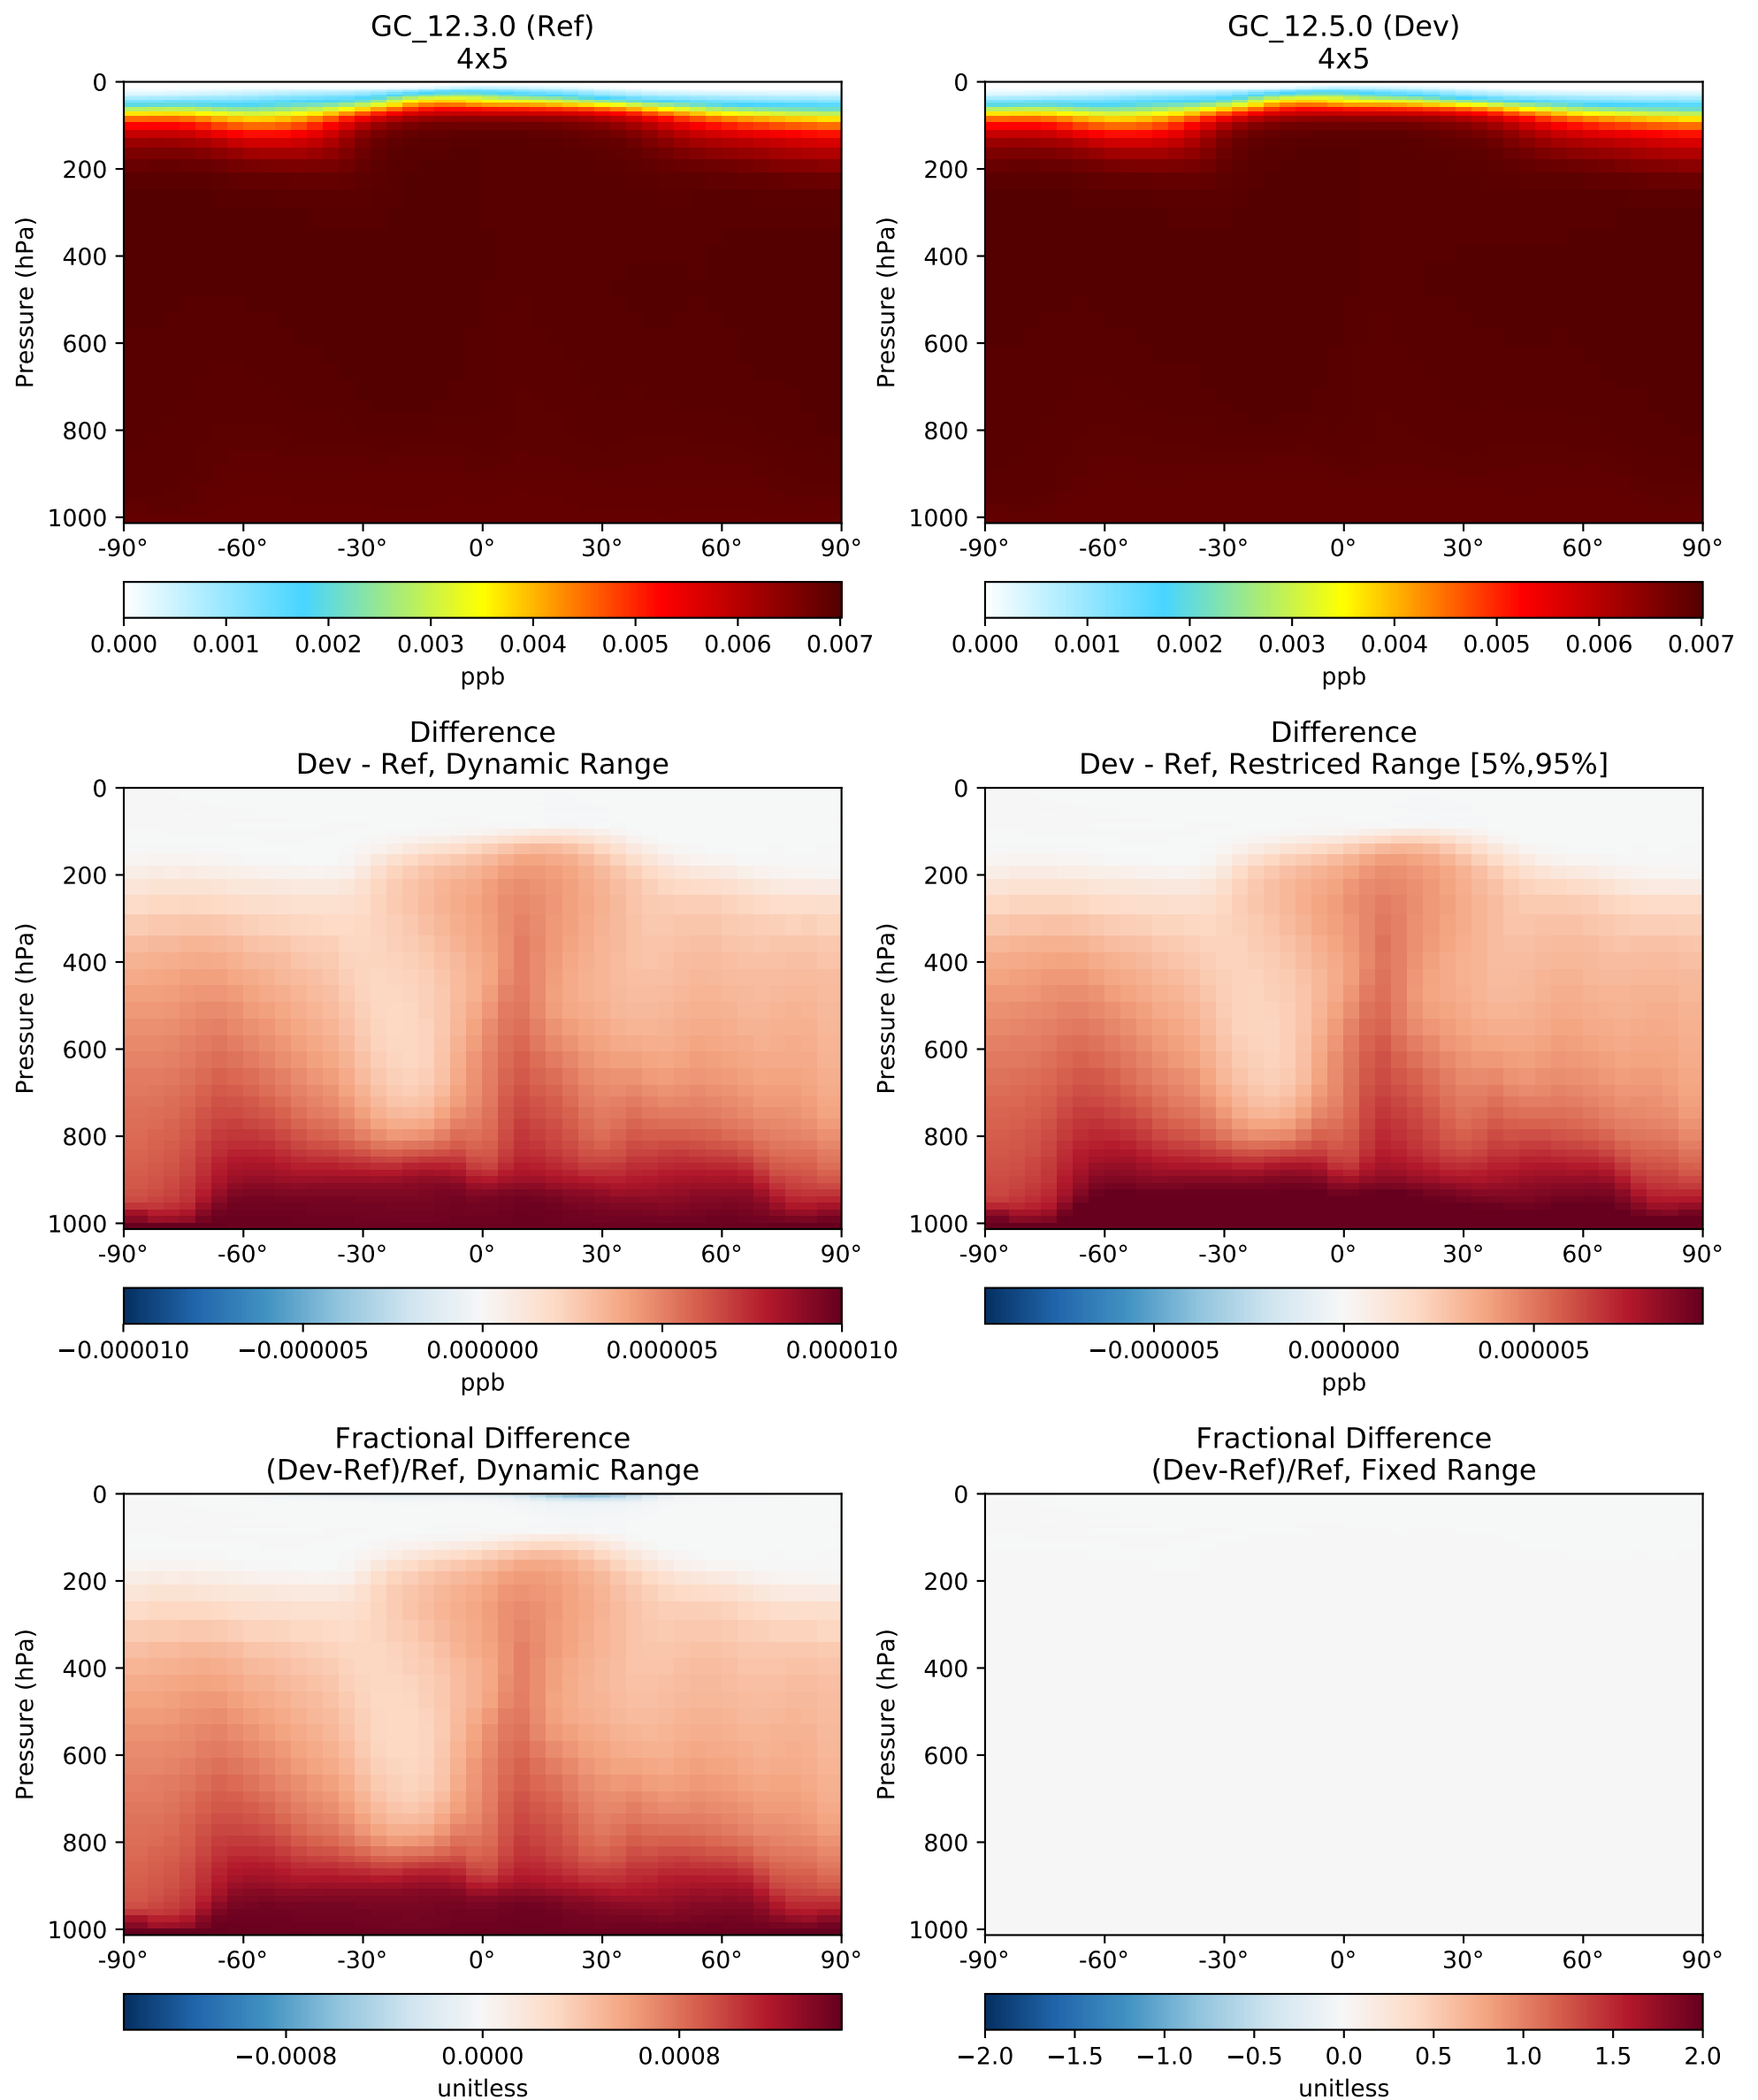 GC_12.3.0 (Ref)
4x5
0
200
400
600
800
1000
Pressure (hPa)
-90° -60° -30° 0° 30° 60° 90°
0.000 0.001 0.002 0.003 0.004 0.005 0.006 0.007
ppb
GC_12.5.0 (Dev)
4x5
0
200
400
600
800
1000
Pressure (hPa)
-90° -60° -30° 0° 30° 60° 90°
0.000 0.001 0.002 0.003 0.004 0.005 0.006 0.007
ppb
Difference
Dev - Ref, Dynamic Range
0
200
400
600
800
1000
Pressure (hPa)
-90° -60° -30° 0° 30° 60° 90°
−0.000010 −0.000005 0.000000 0.000005 0.000010
ppb
Difference
Dev - Ref, Restriced Range [5%,95%]
0
200
400
600
800
1000
Pressure (hPa)
-90° -60° -30° 0° 30° 60° 90°
−0.000005 0.000000 0.000005
ppb
Fractional Difference
(Dev-Ref)/Ref, Dynamic Range
0
200
400
600
800
1000
Pressure (hPa)
-90° -60° -30° 0° 30° 60° 90°
−0.0008 0.0000 0.0008
unitless
Fractional Difference
(Dev-Ref)/Ref, Fixed Range
0
200
400
600
800
1000
Pressure (hPa)
-90° -60° -30° 0° 30° 60° 90°
−2.0 −1.5 −1.0 −0.5 0.0 0.5 1.0 1.5 2.0
unitless